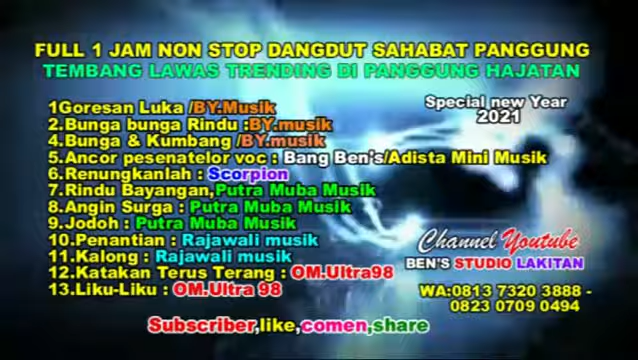 FULL 1 JAM NON STOP DANGDUT SAHABAT PANGGUNG
TEMBANG LAWAS TRENDING DI PANGGUNG HAJATAN
Special new Year
2021
1Goresan Luka /BY.Musik
2.Bunga bunga Rindu :BY.musik
4.Bunga & Kumbang /BY.musik
5.Ancor pesenatelor voc : Bang Ben's/Adista Mini Musik
6.Renungkanlah : Scorpion
7.Rindu Bayangan,Putra Muba Musik
8.Angin Surga : Putra Muba Musik
9.Jodoh : Putra Muba Musik
10.Penantian : Rajawali musik
11.Kalong : Rajawali musik
12.Katakan Terus Terang : OM.Ultra98
13.Liku-Liku : OM.Ultra 98
Channel Youtube
BEN'S STUDIO LAKITAN
WA:0813 7320 3888 -
0823 0709 0494
Subscriber,like,comen,share